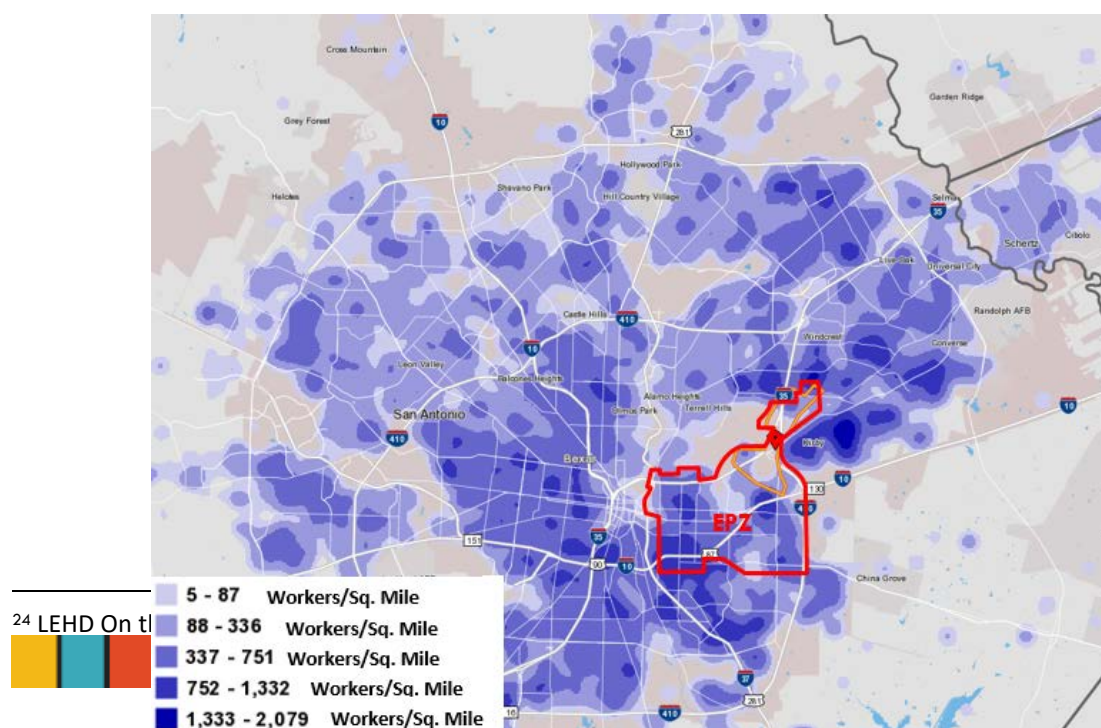 Cross Mountain
Garden Ridge
Grey Forest
10
281
Hollywood Park
Shavano Park
Helotes
Hill Country Village
Selma
35
Schertz
Cibolo
Live Oak
Universal City
Randolph AFB
Castle Hills
410
Windcrest
Converse
10
Leon Valley
Balcones Heights
Alamo Heights
35
Terrell Hills
Olmos Park
10
San Antonio
410
Kirby
Bexar
10
130
410
EPZ
151
35
87
90
10
China Grove
5 - 87 Workers/Sq. Mile
24 LEHD On t
88 - 336 Workers/Sq. Mile
337 - 751 Workers/Sq. Mile
37
752 - 1,332 Workers/Sq. Mile
281
16
410
1,333 - 2,079 Workers/Sq. Mile